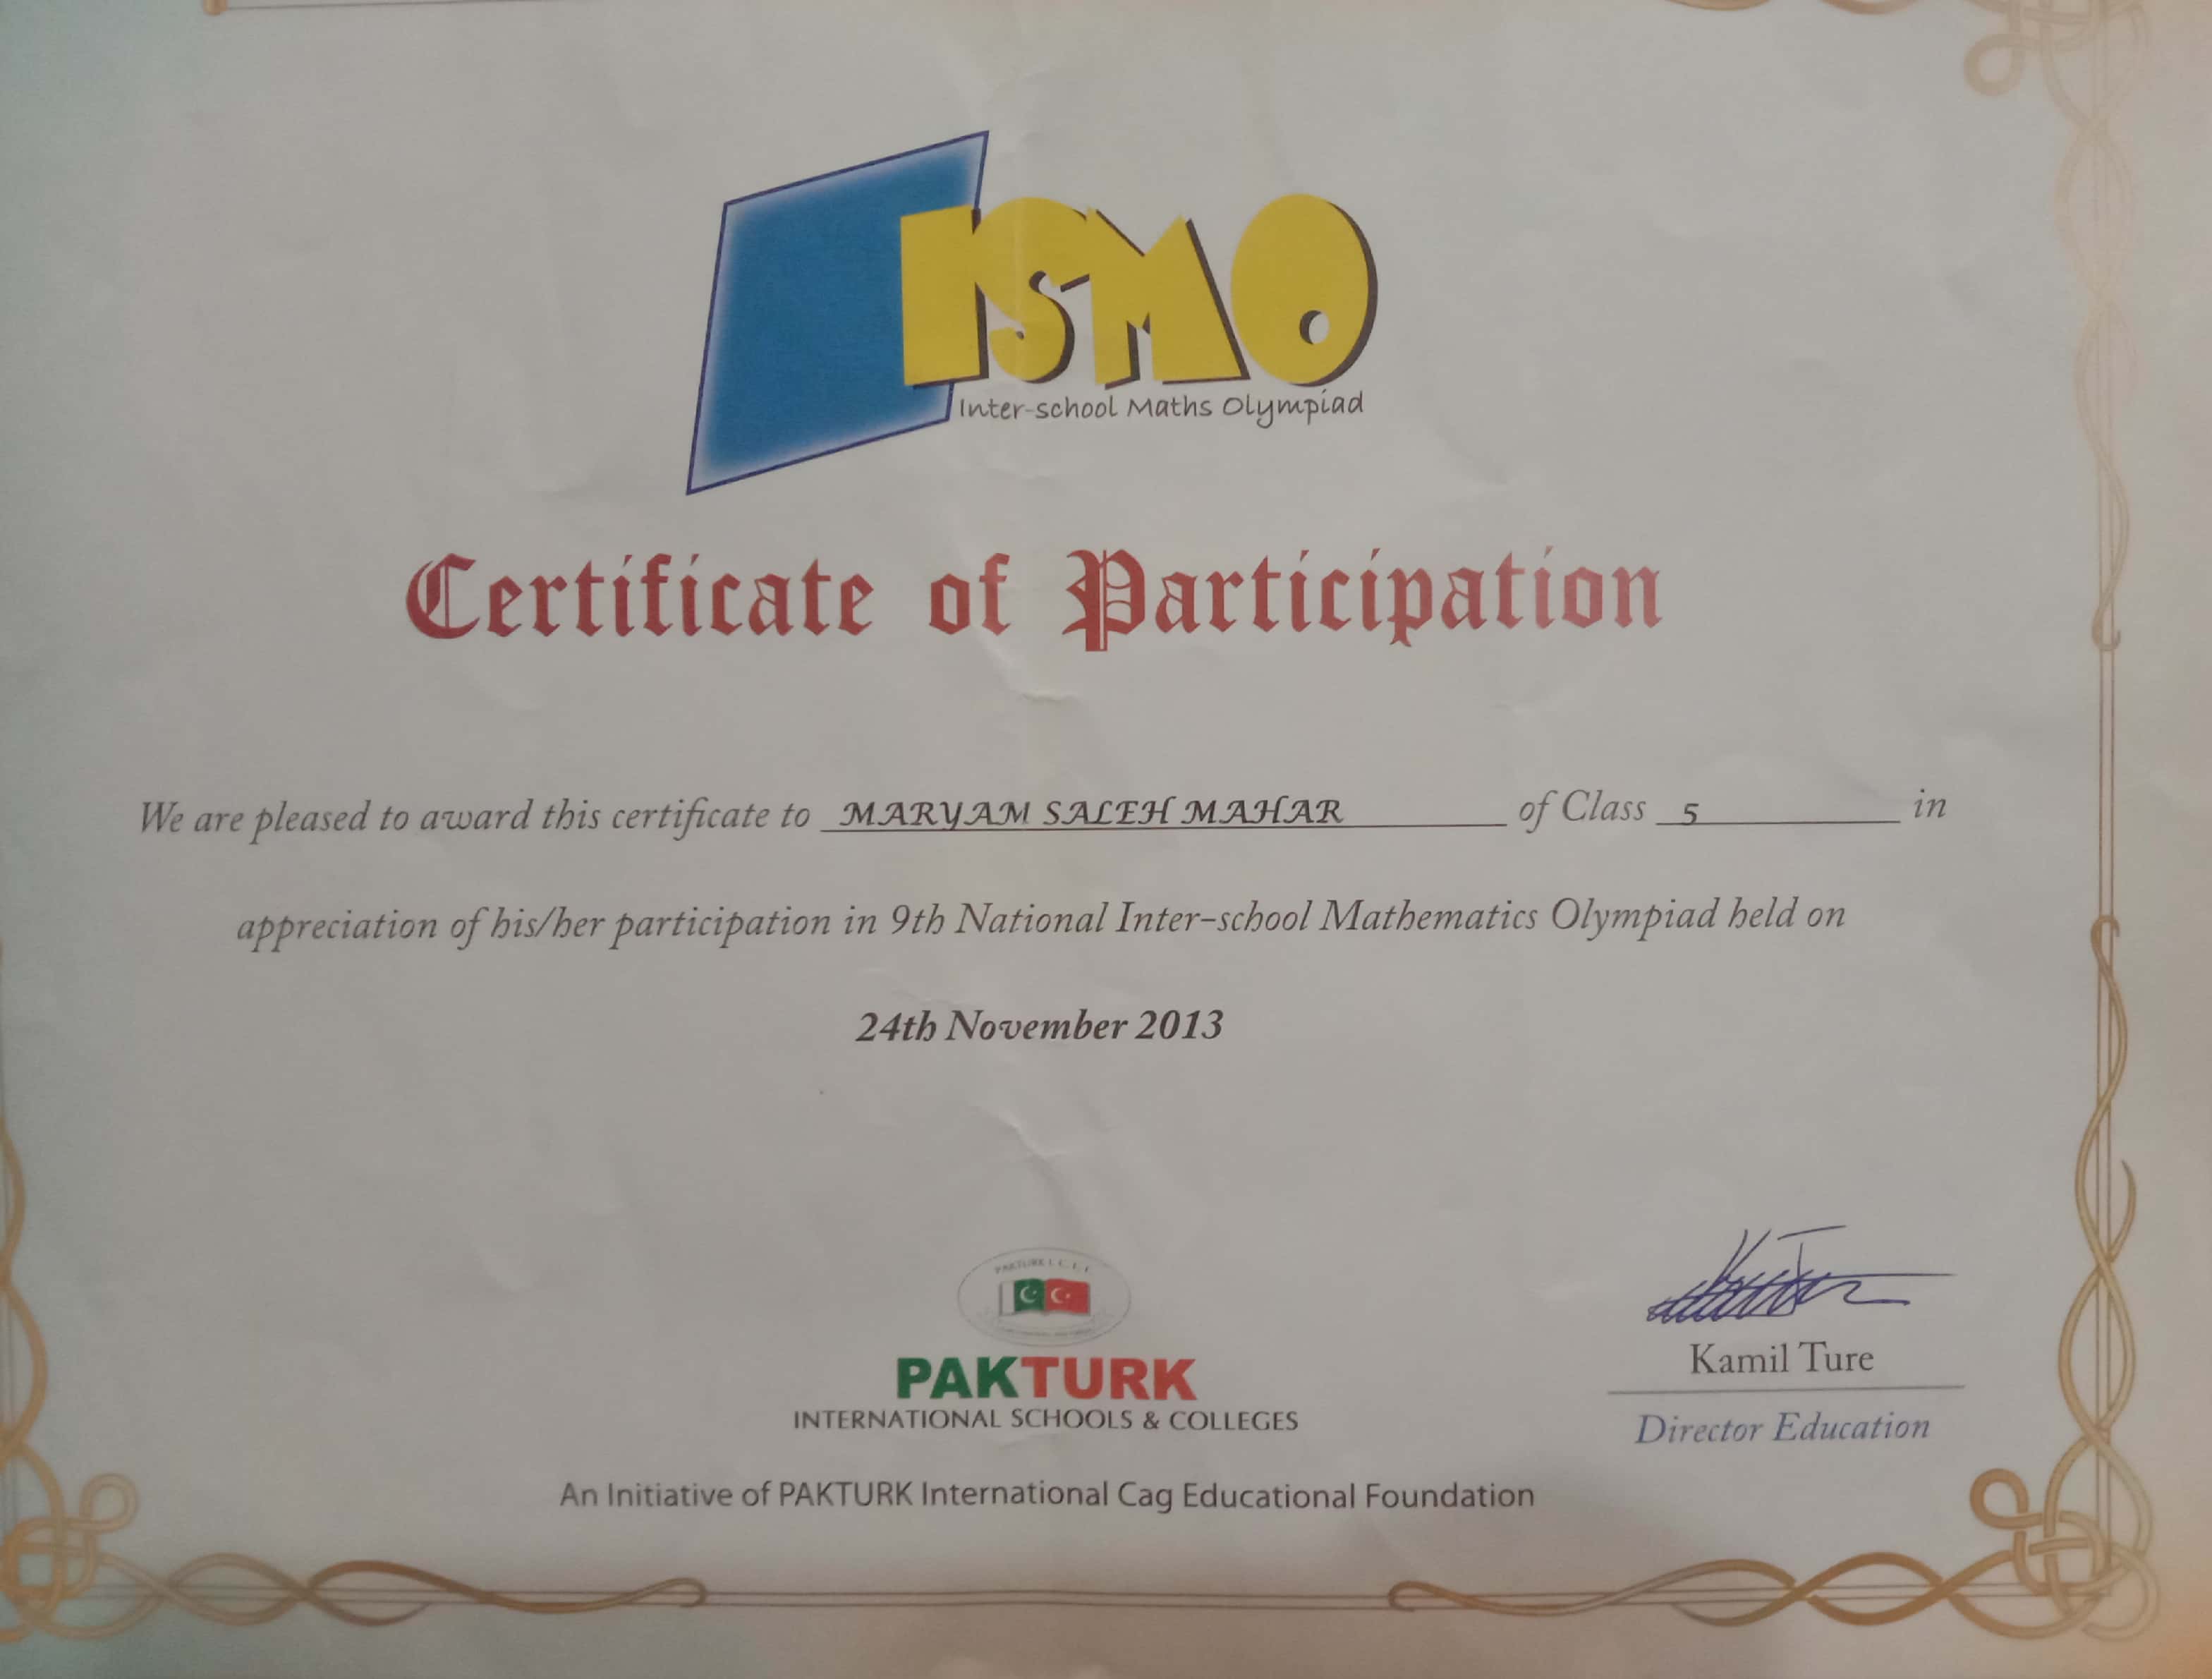 ISMO
Inter-school Maths Olympiad
Certificate of Participation
We are pleased to award this certificate to MARYAM SALEH MAHAR of Class 5 in
appreciation of his/her participation in 9th National Inter-school Mathematics Olympiad held on
24th November 2013
PAKTURK I. C. E. F
PAKTURK
INTERNATIONAL SCHOOLS & COLLEGES
Kamil Ture
Director Education
An Initiative of PAKTURK International Cag Educational Foundation